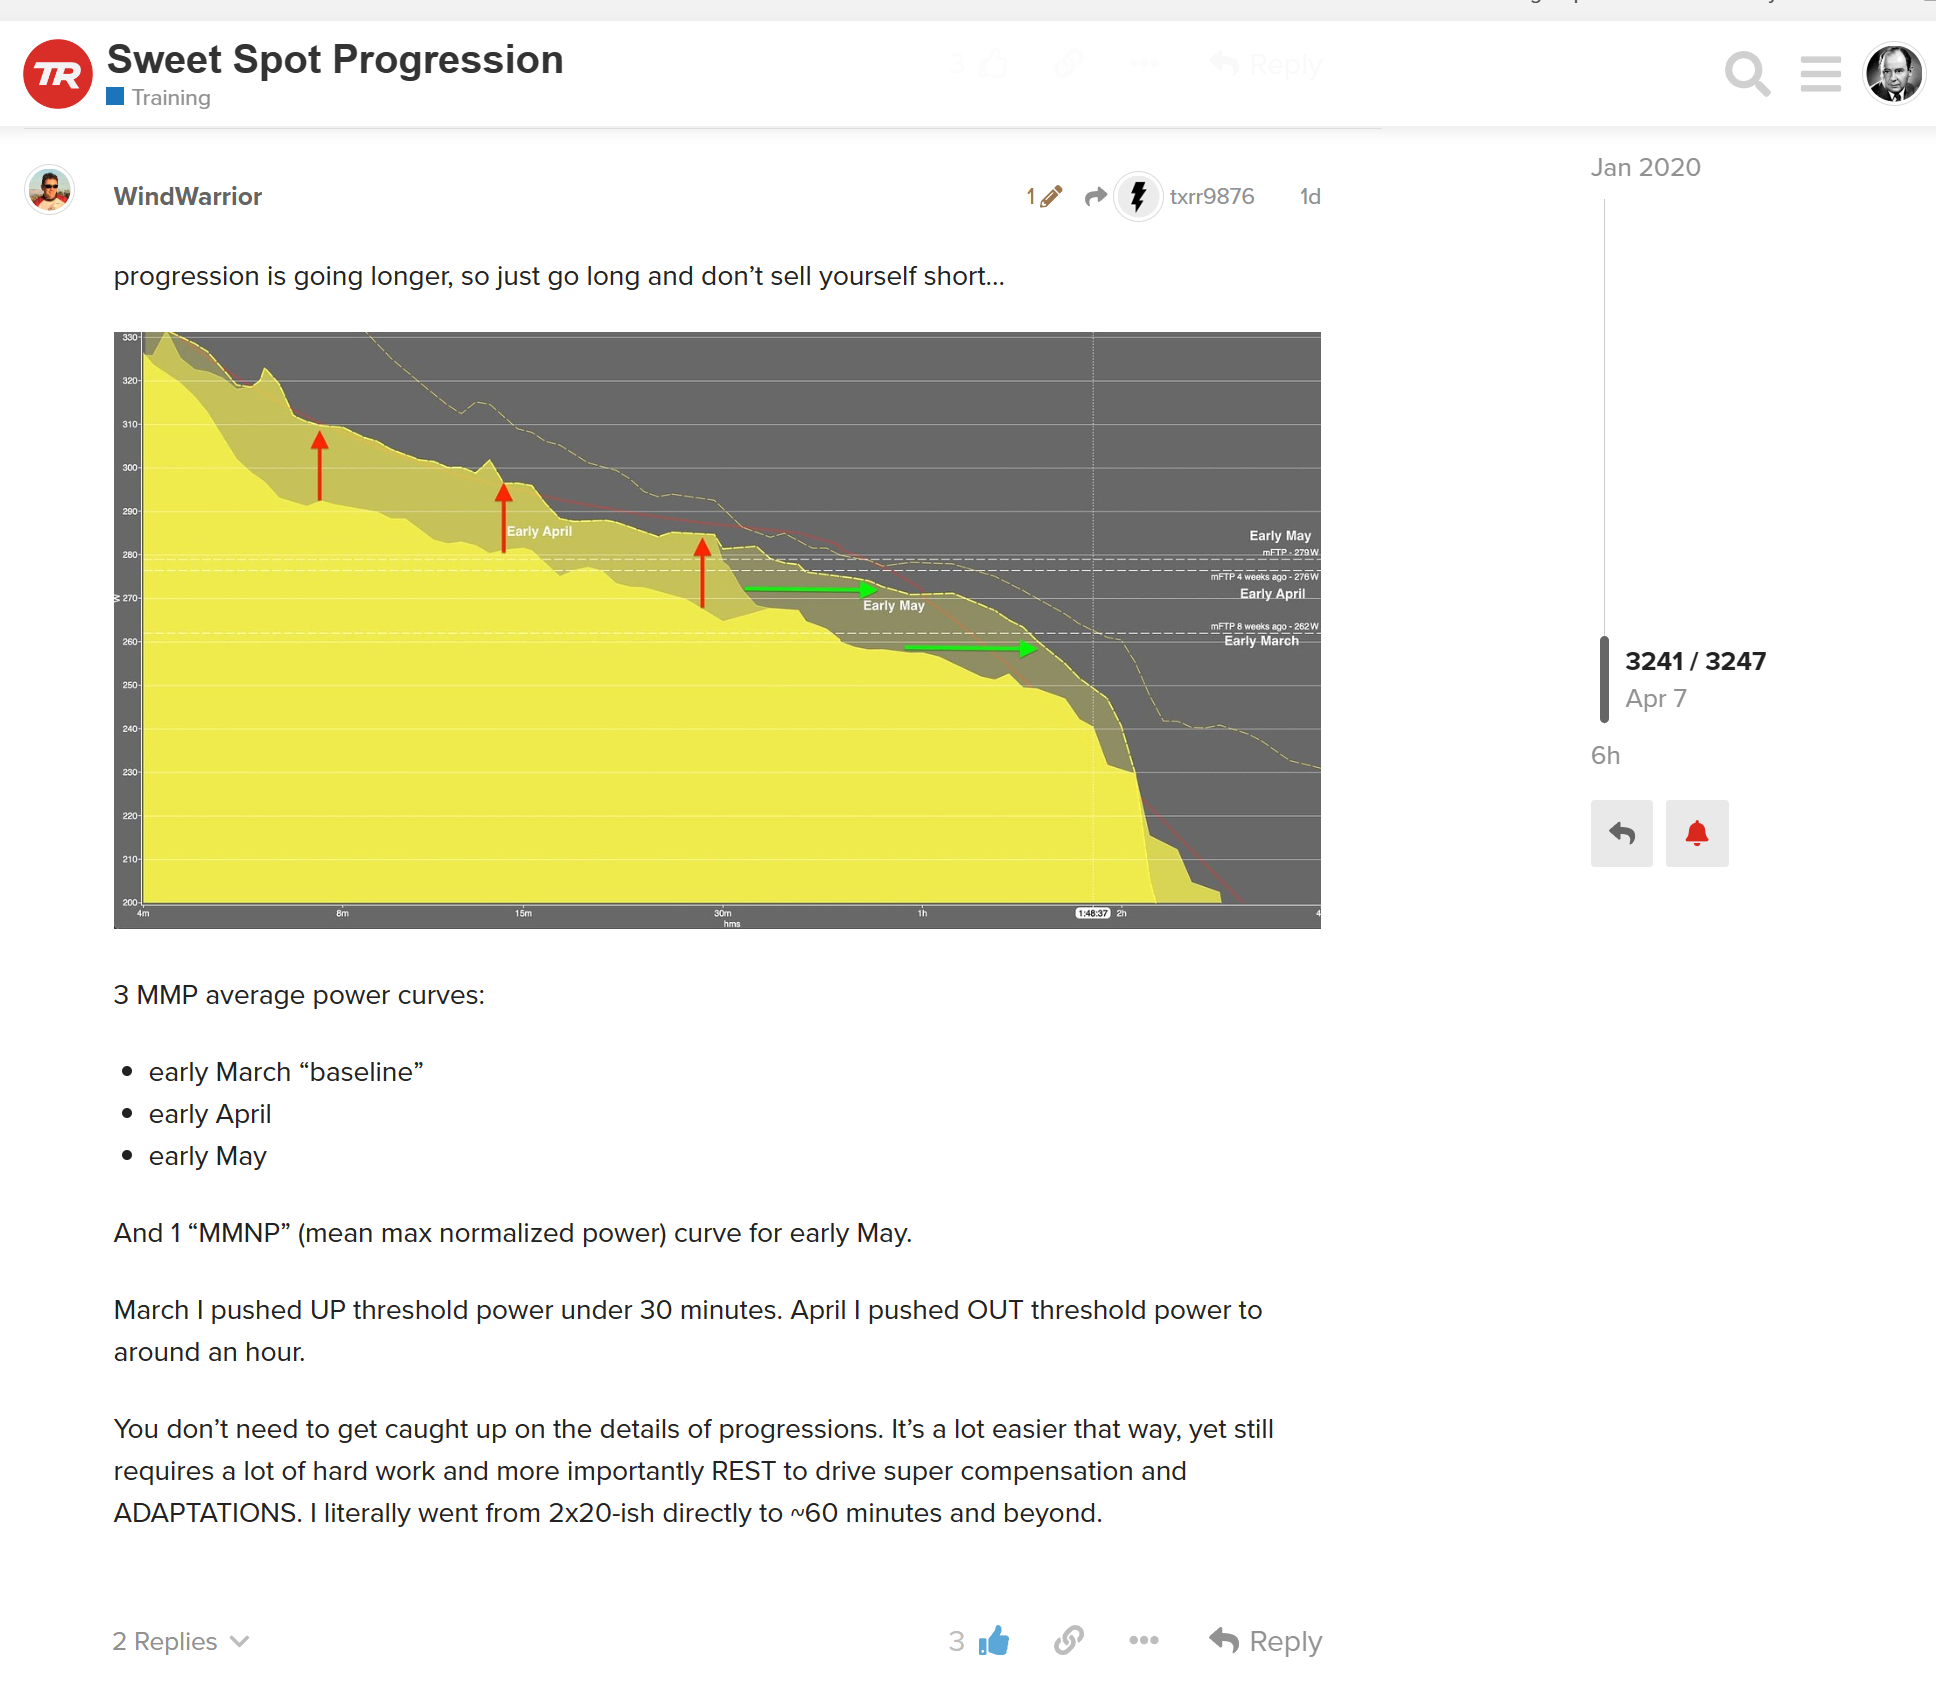 TR
Sweet Spot Progression
Training
3 Reply
WindWarrior
1 txrr9876 1d
progression is going longer, so just go long and don’t sell yourself short…
330
320
310
300
290
280
W 270
260
250
240
230
220
210
200
Early April
Early May
Early May
mFTP - 279W
mFTP 4 weeks ago - 276W
Early April
mFTP 8 weeks ago - 262W
Early March
4m 8m 15m 30m 1h 1:48:37 2h 4
hms
3 MMP average power curves:
• early March “baseline”
• early April
• early May
And 1 “MMNP” (mean max normalized power) curve for early May.
March I pushed UP threshold power under 30 minutes. April I pushed OUT threshold power to
around an hour.
You don’t need to get caught up on the details of progressions. It’s a lot easier that way, yet still
requires a lot of hard work and more importantly REST to drive super compensation and
ADAPTATIONS. I literally went from 2x20-ish directly to ~60 minutes and beyond.
2 Replies
3 Reply
Jan 2020
3241 / 3247
Apr 7
6h